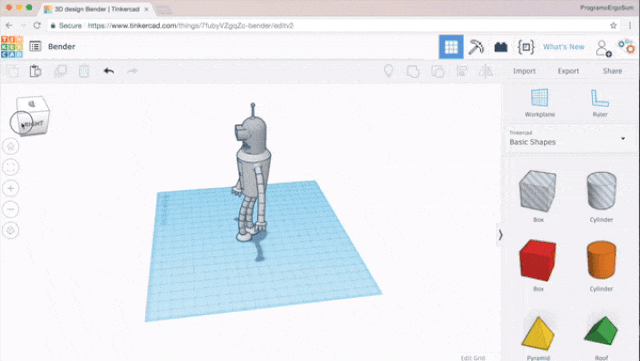 3D design Bender | Tinkercad
ProgramoErgoSum
Secure
https://www.tinkercad.com/things/7fubyVZgqZc-bender/editv2
TIN
KER
CAD
Bender
What's New
Import
Export
Share
RIGHT
Workplane
Ruler
Tinkercad
Basic Shapes
Box
Cylinder
Box
Cylinder
Edit Grid
Pyramid
Roof